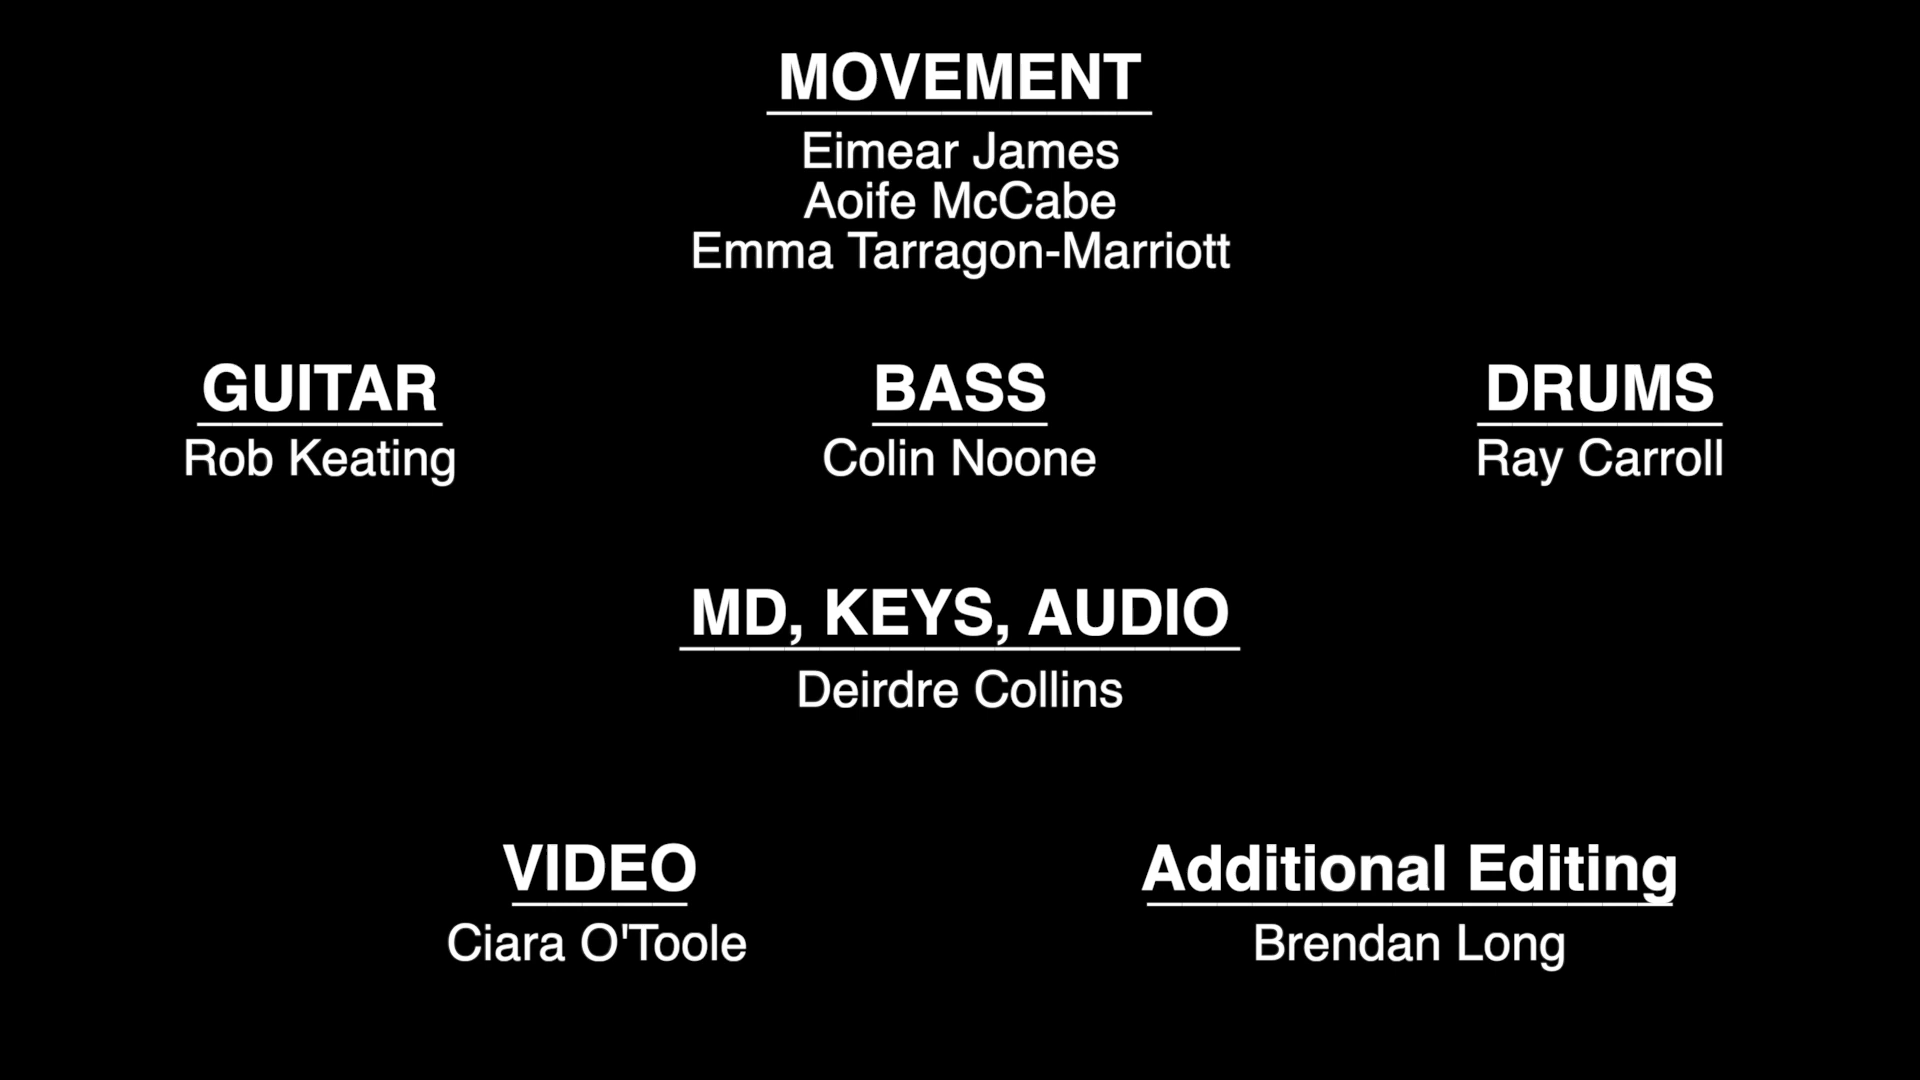 MOVEMENT
Eimear James
Aoife McCabe
Emma Tarragon-Marriott
GUITAR
Rob Keating
BASS
Colin Noone
DRUMS
Ray Carroll
MD, KEYS, AUDIO
Deirdre Collins
VIDEO
Ciara O'Toole
Additional Editing
Brendan Long